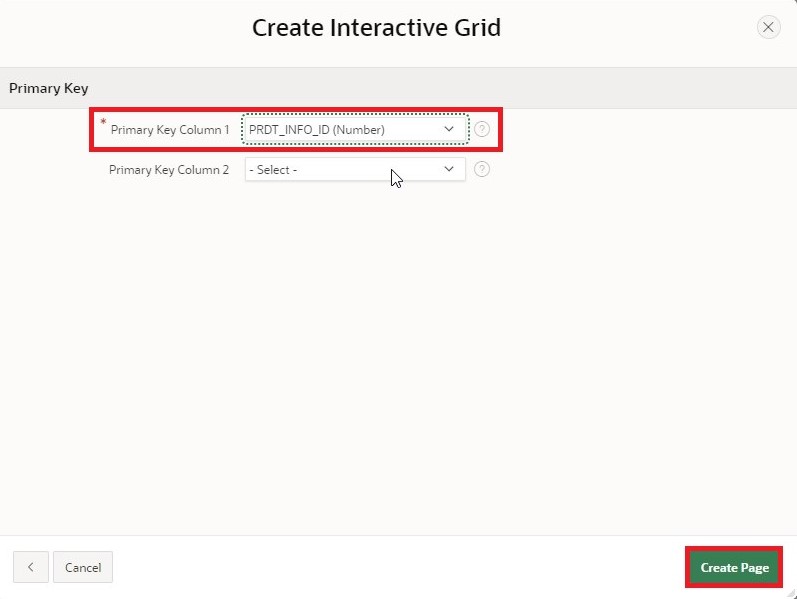 Create Interactive Grid
Primary Key
* Primary Key Column 1 PRDT_INFO_ID (Number) ?
Primary Key Column 2 - Select - ?
Cancel Create Page